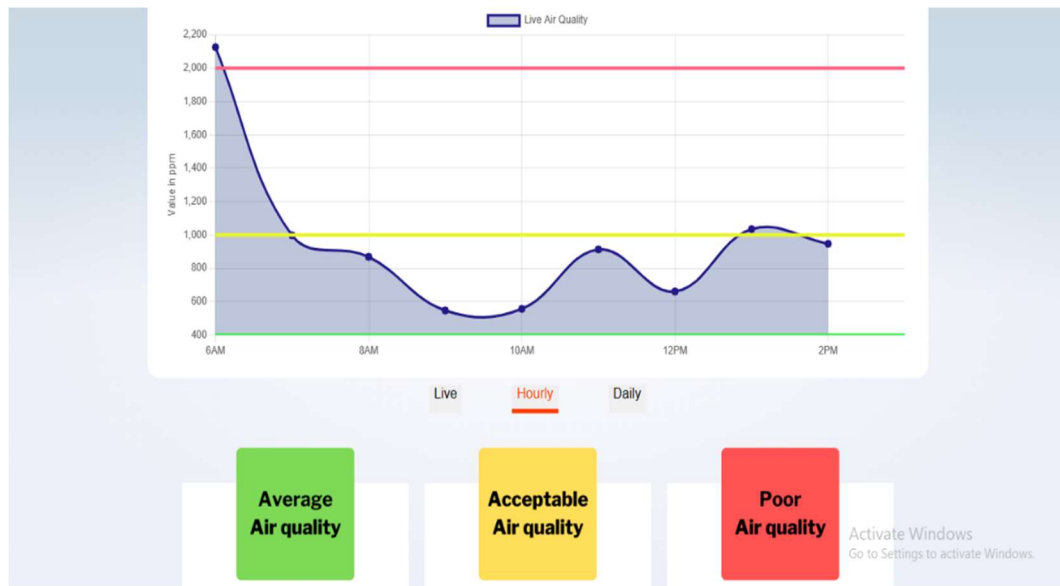 Live Air Quality
2,200
2,000
1,800
1,600
1,400
1,200
1,000
800
600
400
Value in ppm
6AM 8AM 10AM 12PM 2PM
Live Hourly Daily
Average
Air quality
Acceptable
Air quality
Poor
Air quality
Activate Windows
Go to Settings to activate Windows.